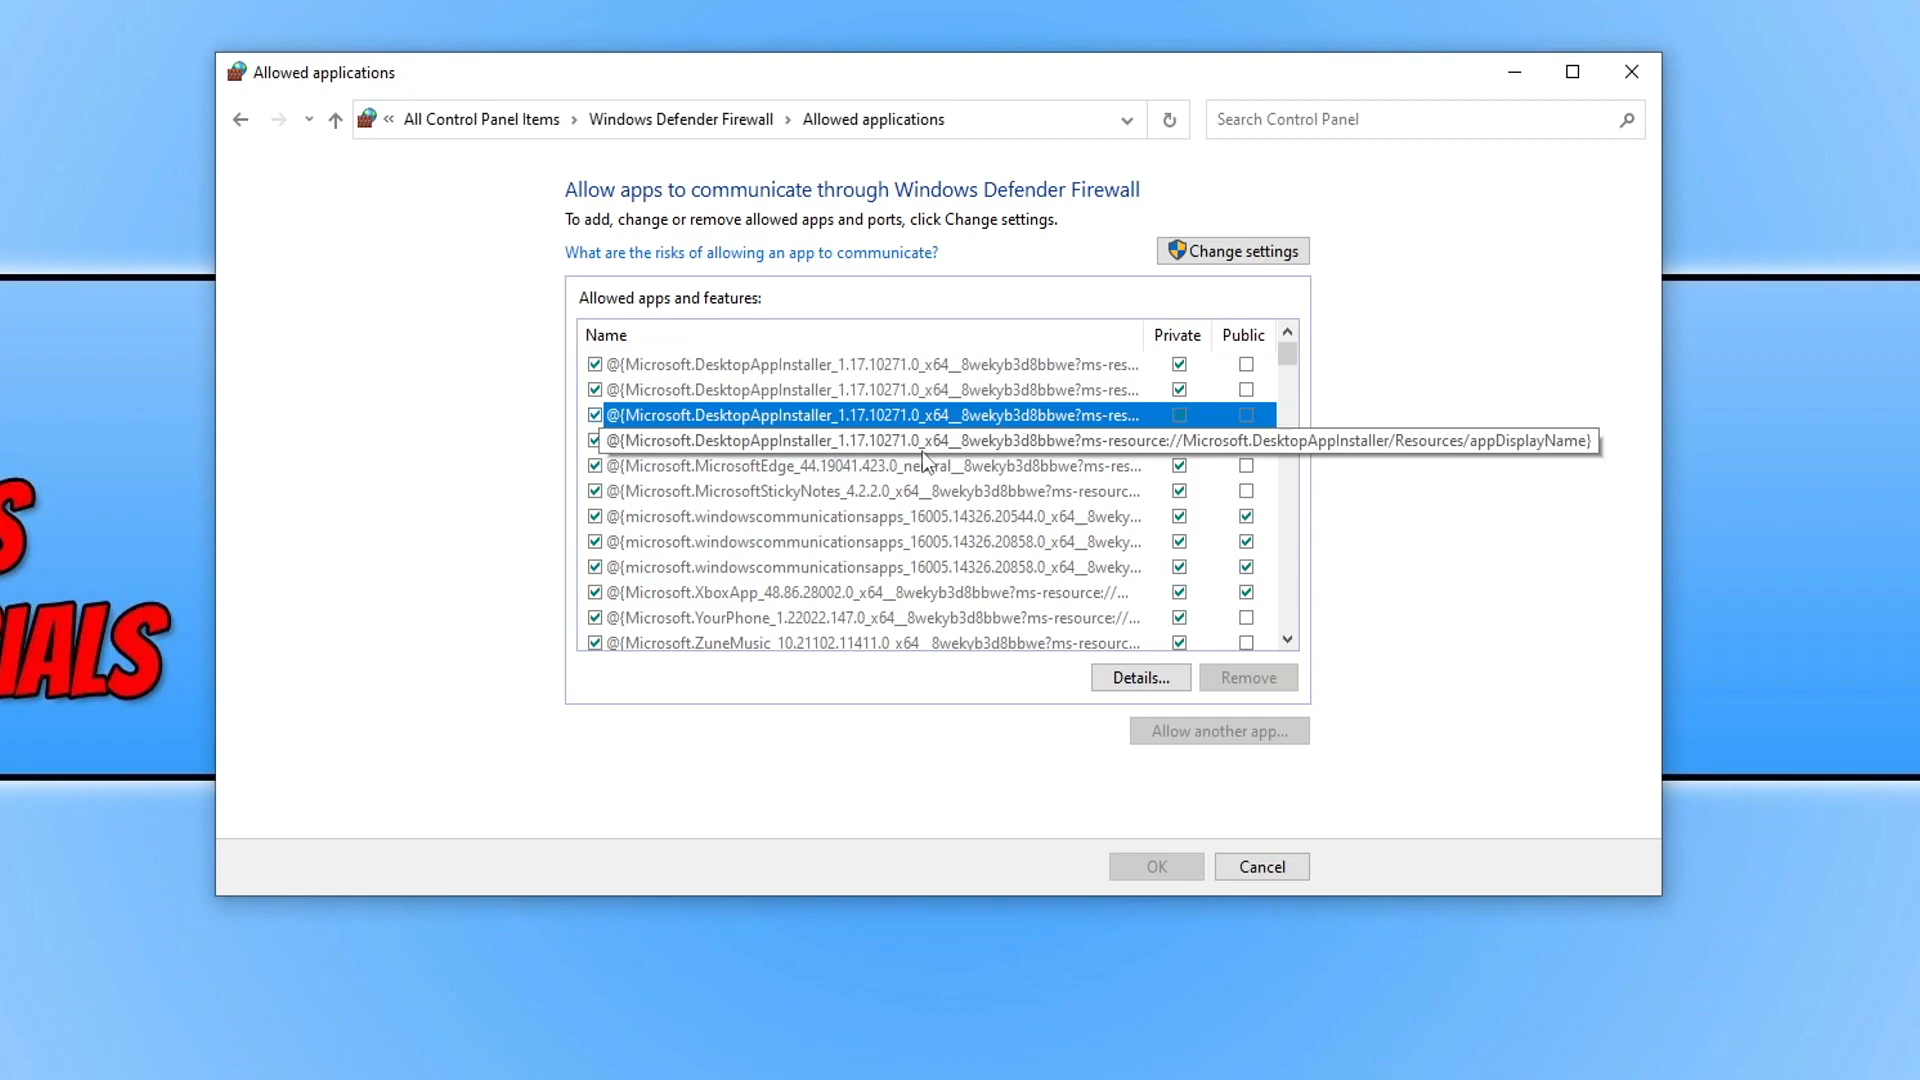 Allowed applications
« All Control Panel Items > Windows Defender Firewall > Allowed applications
Search Control Panel
Allow apps to communicate through Windows Defender Firewall
To add, change or remove allowed apps and ports, click Change settings.
What are the risks of allowing an app to communicate?
Change settings
Allowed apps and features:
Name Private Public
@{Microsoft.DesktopAppInstaller_1.17.10271.0_x64__8wekyb3d8bbwe?ms-res...
@{Microsoft.DesktopAppInstaller_1.17.10271.0_x64__8wekyb3d8bbwe?ms-res...
@{Microsoft.DesktopAppInstaller_1.17.10271.0_x64__8wekyb3d8bbwe?ms-res...
@{Microsoft.DesktopAppInstaller_1.17.10271.0_x64__8wekyb3d8bbwe?ms-resource://Microsoft.DesktopAppInstaller/Resources/appDisplayName}
@{Microsoft.MicrosoftEdge_44.19041.423.0_neutral__8wekyb3d8bbwe?ms-res...
@{Microsoft.MicrosoftStickyNotes_4.2.2.0_x64__8wekyb3d8bbwe?ms-resourc...
@{microsoft.windowscommunicationsapps_16005.14326.20544.0_x64__8weky...
@{microsoft.windowscommunicationsapps_16005.14326.20858.0_x64__8weky...
@{microsoft.windowscommunicationsapps_16005.14326.20858.0_x64__8weky...
@{Microsoft.XboxApp_48.86.28002.0_x64__8wekyb3d8bbwe?ms-resource://...
@{Microsoft.YourPhone_1.22022.147.0_x64__8wekyb3d8bbwe?ms-resource://...
@{Microsoft.ZuneMusic_10.21102.11411.0_x64__8wekyb3d8bbwe?ms-resourc...
Details... Remove
Allow another app...
OK Cancel
S
IALS